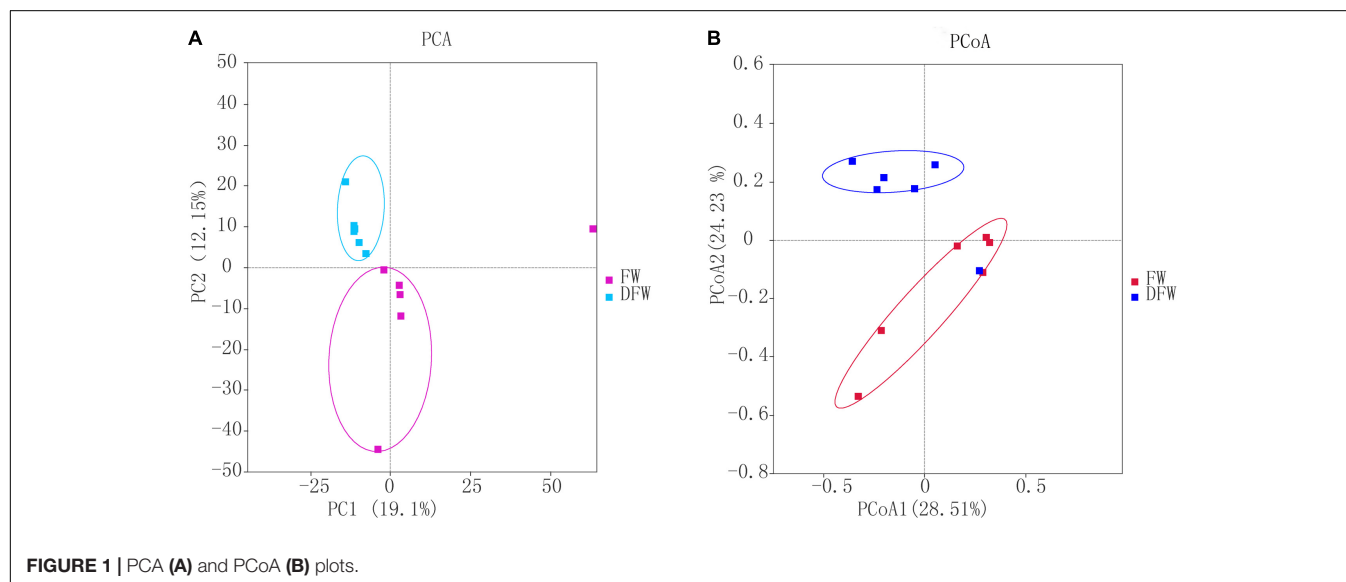 A
PCA
50
40
30
20
10
0
-10
-20
-30
-40
-50
PC2 (12.15%)
-25
0
25
50
PC1 (19.1%)
FW
DFW
B
PCoA
0.6
0.4
0.2
0
-0.2
-0.4
-0.6
-0.8
PCoA2(24.23 %)
-0.5
0
0.5
PCoA1(28.51%)
FW
DFW
FIGURE 1 | PCA (A) and PCoA (B) plots.